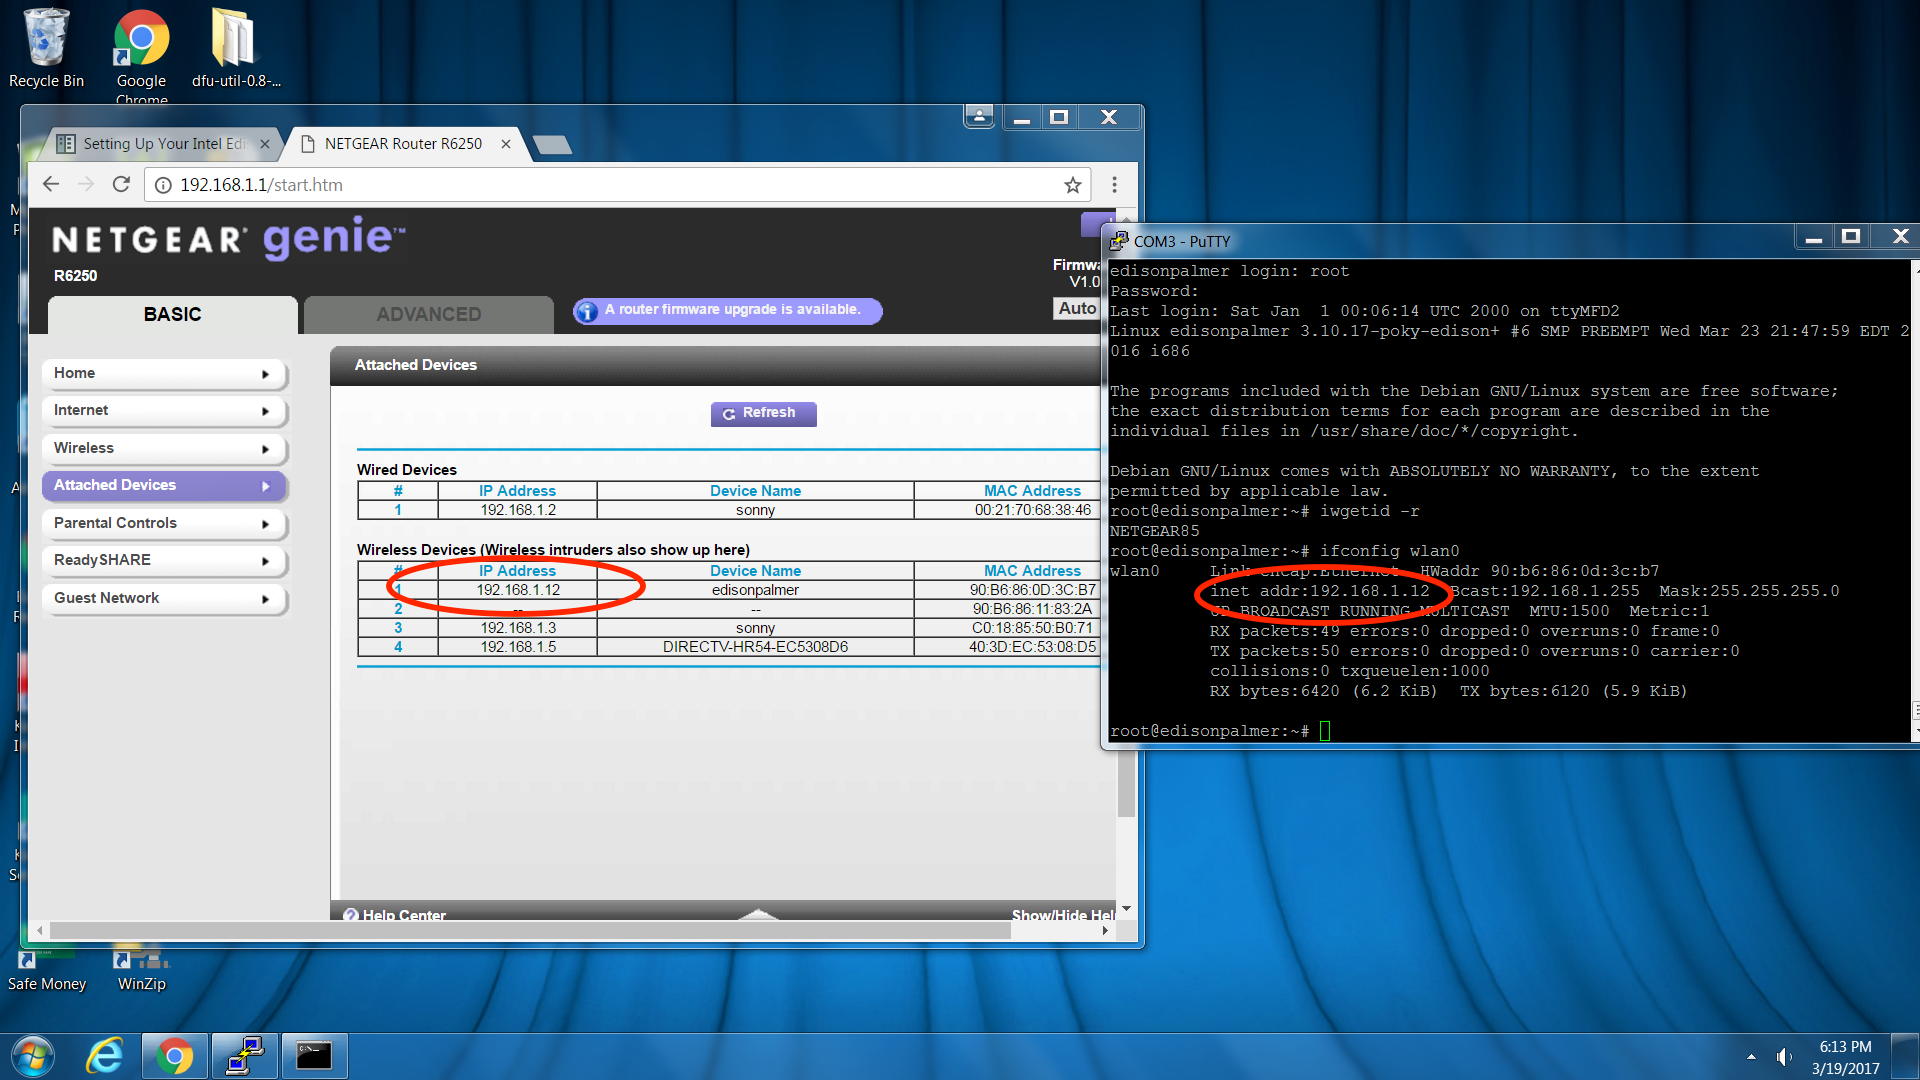 Recycle Bin
Google Chrome
dfu-util-0.8-...
Setting Up Your Intel Edi
NETGEAR Router R6250
192.168.1.1/start.htm
NETGEAR genie™
R6250
Firmwa
V1.0
BASIC
ADVANCED
A router firmware upgrade is available.
Auto
Home
Internet
Wireless
Attached Devices
Parental Controls
ReadySHARE
Guest Network
Attached Devices
Refresh
Wired Devices
# IP Address Device Name MAC Address
1 192.168.1.2 sonny 00:21:70:68:38:46
Wireless Devices (Wireless intruders also show up here)
# IP Address Device Name MAC Address
1 192.168.1.12 edisonpalmer 90:B6:86:0D:3C:B7
2 -- -- 90:B6:86:11:83:2A
3 192.168.1.3 sonny C0:18:85:50:B0:71
4 192.168.1.5 DIRECTV-HR54-EC5308D6 40:3D:EC:53:08:D5
Help Center
Show/Hide Hel
COM3 - PuTTY
edisonpalmer login: root
Password:
Last login: Sat Jan  1 00:06:14 UTC 2000 on ttyMFD2
Linux edisonpalmer 3.10.17-poky-edison+ #6 SMP PREEMPT Wed Mar 23 21:47:59 EDT 2
016 i686
The programs included with the Debian GNU/Linux system are free software;
the exact distribution terms for each program are described in the
individual files in /usr/share/doc/*/copyright.
Debian GNU/Linux comes with ABSOLUTELY NO WARRANTY, to the extent
permitted by applicable law.
root@edisonpalmer:~# iwgetid -r
NETGEAR85
root@edisonpalmer:~# ifconfig wlan0
wlan0     Link encap:Ethernet  HWaddr 90:b6:86:0d:3c:b7
inet addr:192.168.1.12  Bcast:192.168.1.255  Mask:255.255.255.0
UP BROADCAST RUNNING MULTICAST  MTU:1500  Metric:1
RX packets:49 errors:0 dropped:0 overruns:0 frame:0
TX packets:50 errors:0 dropped:0 overruns:0 carrier:0
collisions:0 txqueuelen:1000
RX bytes:6420 (6.2 KiB)  TX bytes:6120 (5.9 KiB)
root@edisonpalmer:~#
Safe Money
WinZip
6:13 PM
3/19/2017